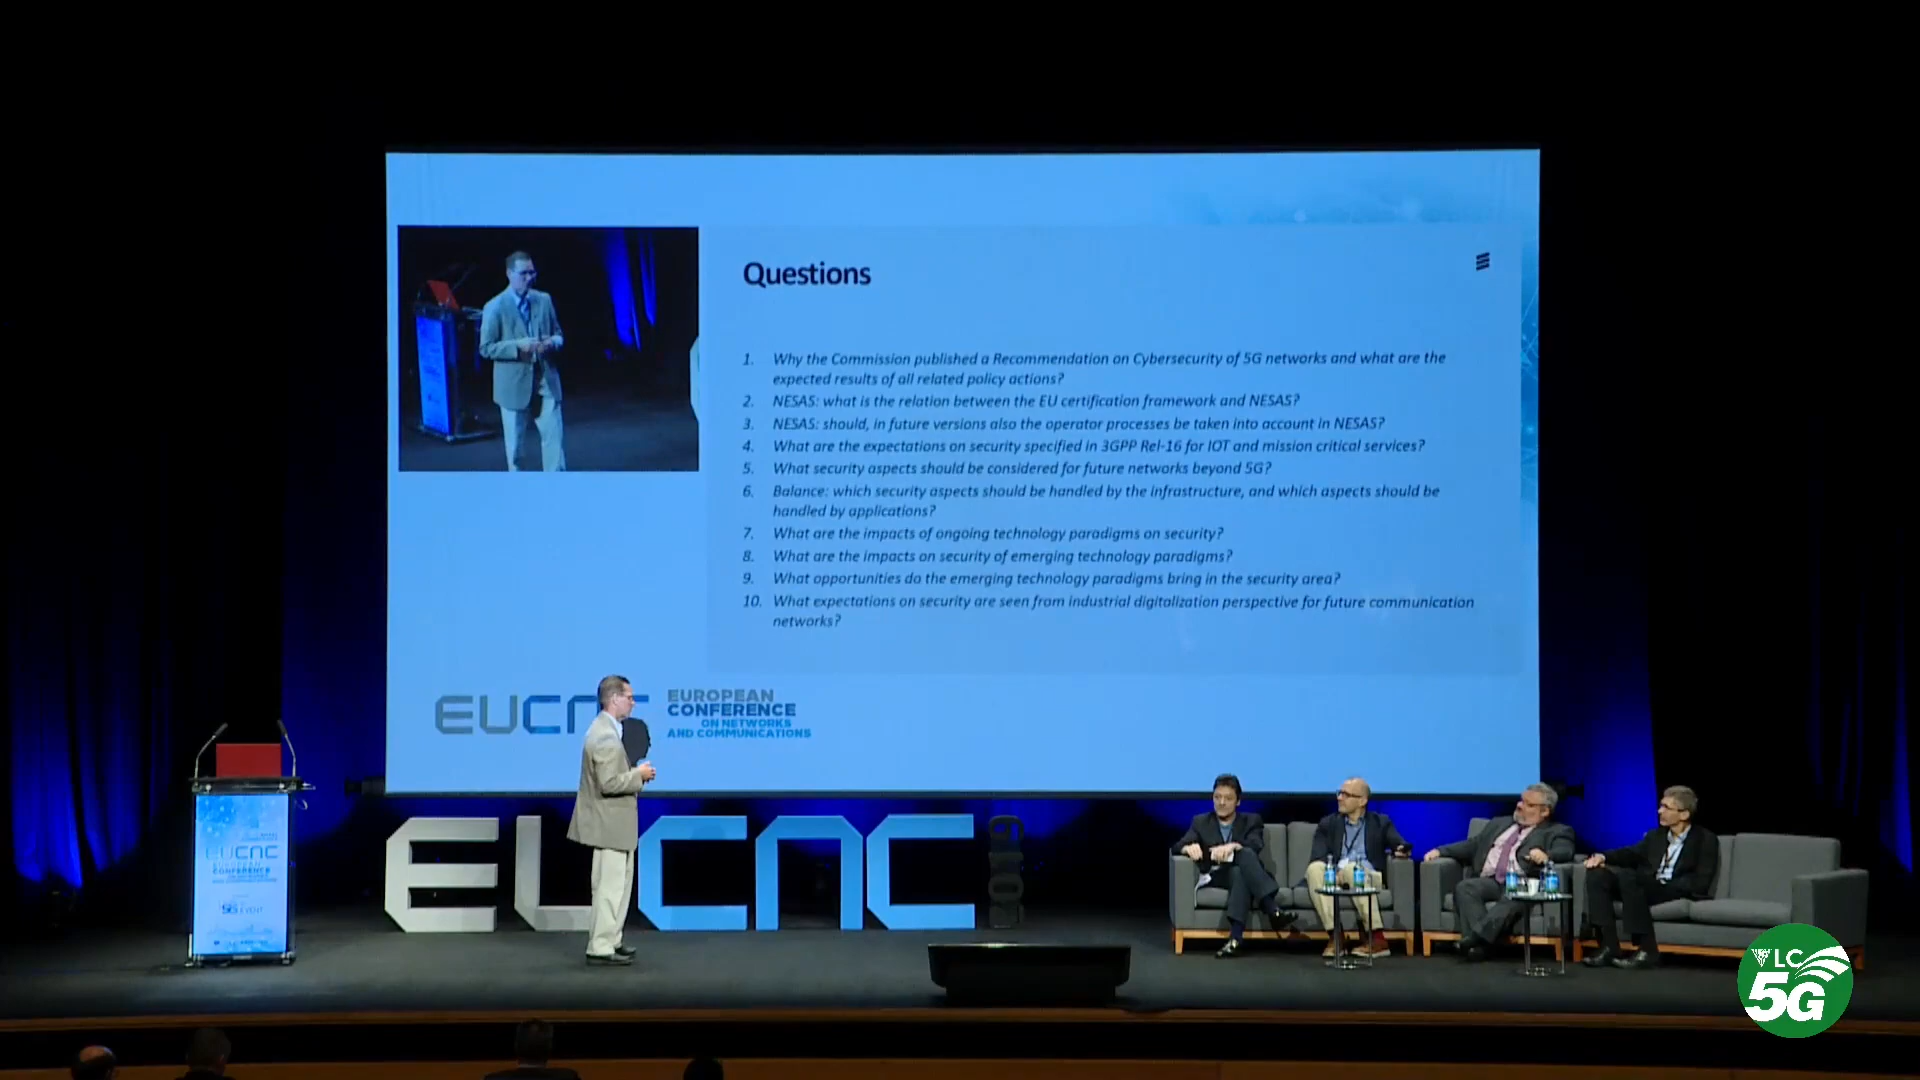 Questions
1. Why the Commission published a Recommendation on Cybersecurity of 5G networks and what are the
expected results of all related policy actions?
2. NESAS: what is the relation between the EU certification framework and NESAS?
3. NESAS: should, in future versions also the operator processes be taken into account in NESAS?
4. What are the expectations on security specified in 3GPP Rel-16 for IOT and mission critical services?
5. What security aspects should be considered for future networks beyond 5G?
6. Balance: which security aspects should be handled by the infrastructure, and which aspects should be
handled by applications?
7. What are the impacts of ongoing technology paradigms on security?
8. What are the impacts on security of emerging technology paradigms?
9. What opportunities do the emerging technology paradigms bring in the security area?
10. What expectations on security are seen from industrial digitalization perspective for future communication
networks?
EUCNC
EUROPEAN
CONFERENCE
ON NETWORKS
AND COMMUNICATIONS
EUCNC
EUCNC
EUROPEAN
CONFERENCE
5G EVENT
VLC
5G